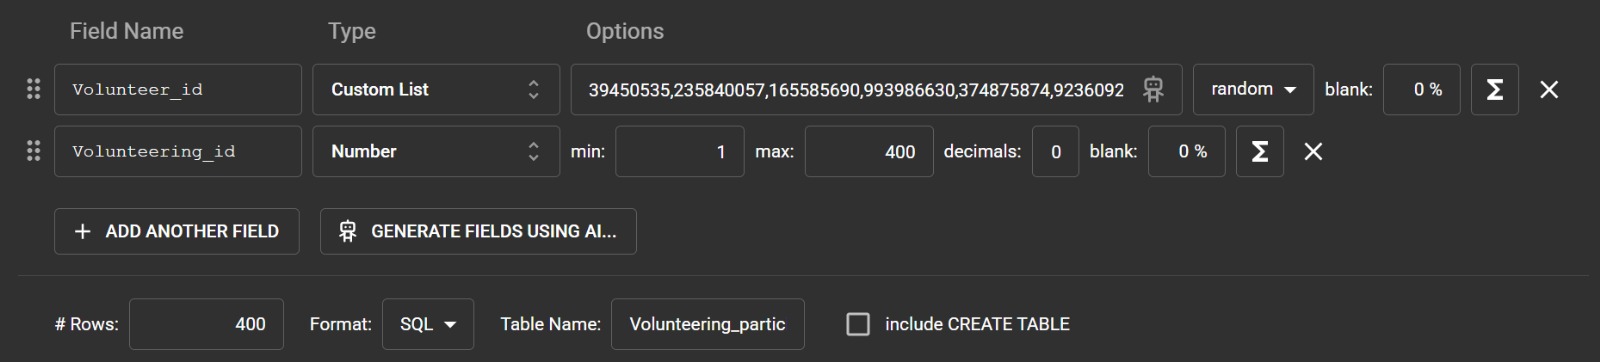 Field Name Type Options
Volunteer_id Custom List 39450535,235840057,165585690,993986630,374875874,9236092 random blank: 0 % Σ
Volunteering_id Number min: 1 max: 400 decimals: 0 blank: 0 % Σ
ADD ANOTHER FIELD GENERATE FIELDS USING AI...
# Rows: 400 Format: SQL Table Name: Volunteering_partic include CREATE TABLE